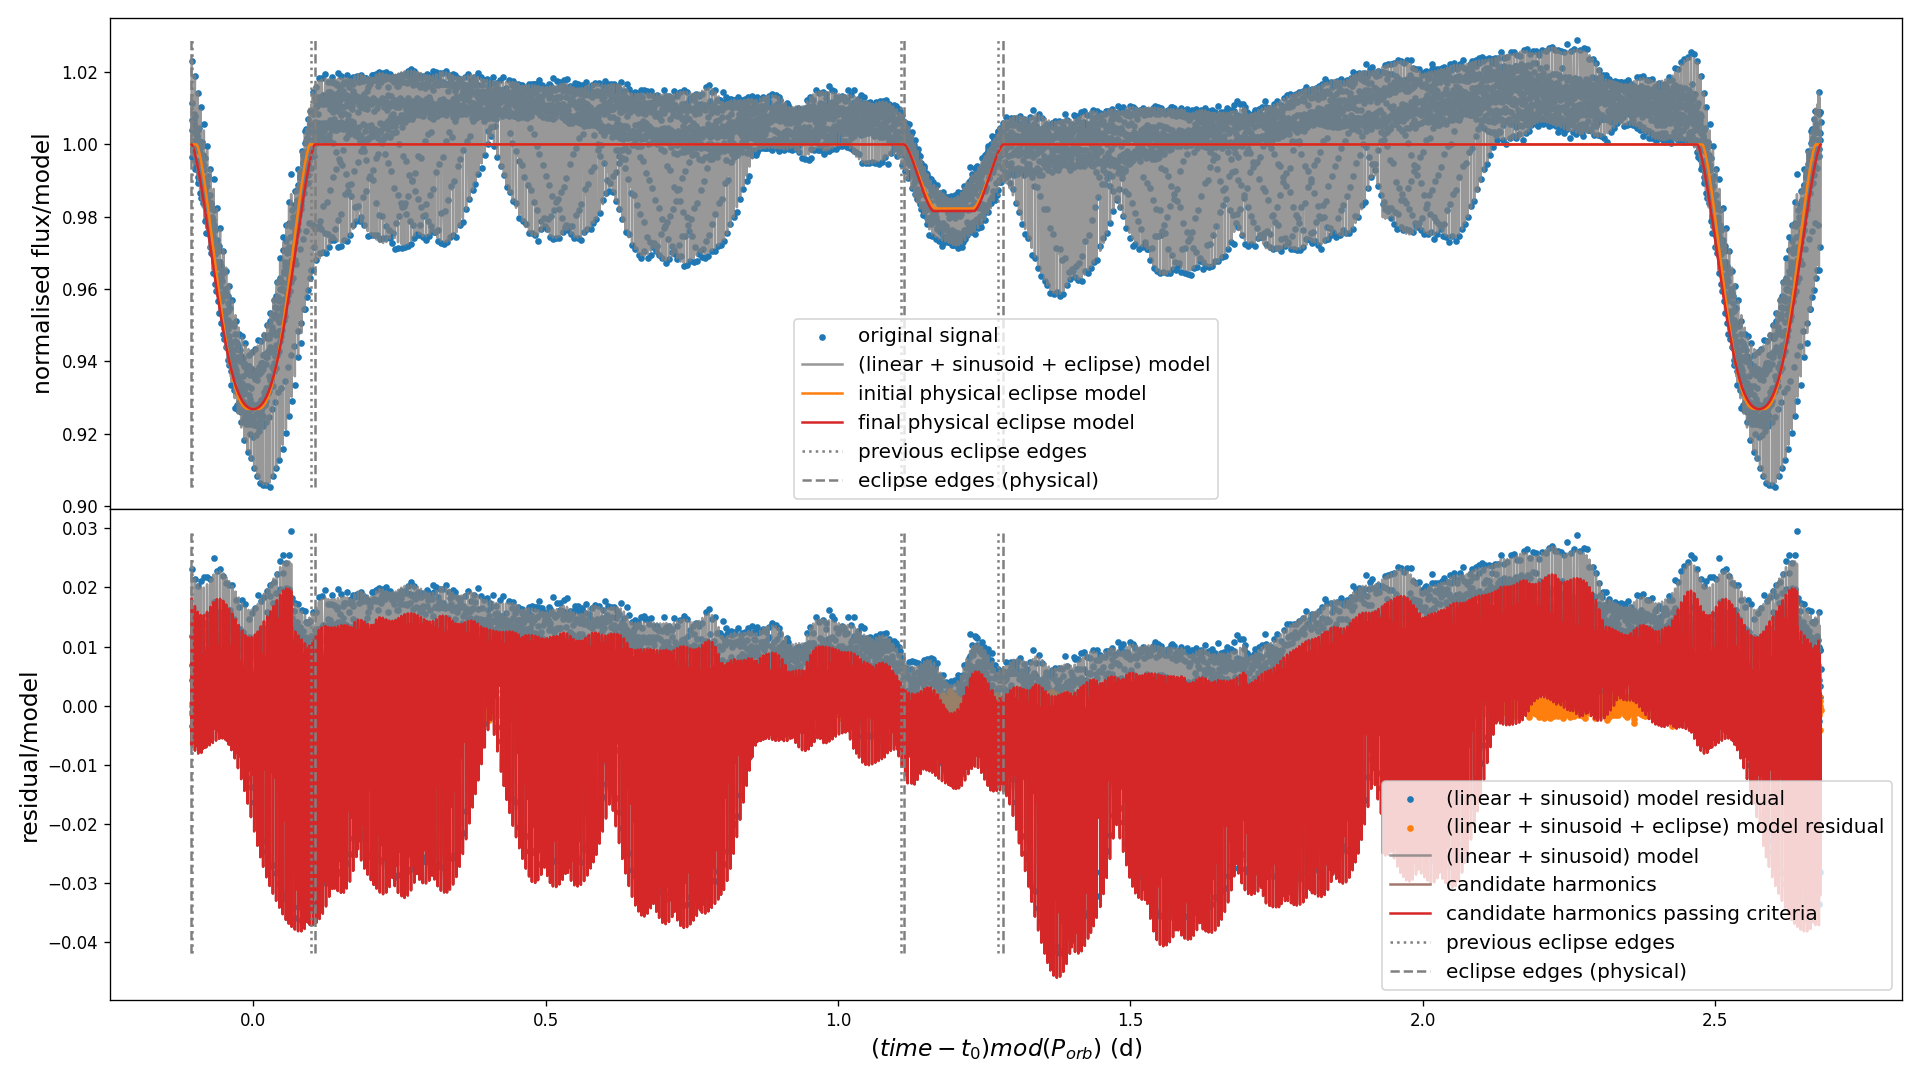 normalised flux/model
1.02
1.00
0.98
0.96
0.94
0.92
0.90
original signal
(linear + sinusoid + eclipse) model
initial physical eclipse model
final physical eclipse model
previous eclipse edges
eclipse edges (physical)
residual/model
0.03
0.02
0.01
0.00
−0.01
−0.02
−0.03
−0.04
(linear + sinusoid) model residual
(linear + sinusoid + eclipse) model residual
(linear + sinusoid) model
candidate harmonics
candidate harmonics passing criteria
previous eclipse edges
eclipse edges (physical)
0.0 0.5 1.0 1.5 2.0 2.5
(time − t₀)mod(P_orb) (d)